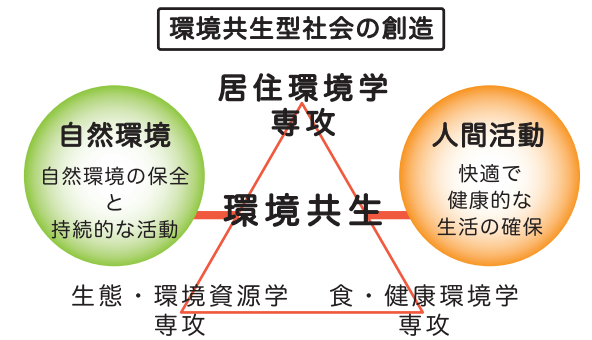 環境共生型社会の創造
居住環境学
専攻
自然環境
自然環境の保全
と
持続的な活動
環境共生
人間活動
快適で
健康的な
生活の確保
生態・環境資源学
専攻
食・健康環境学
専攻